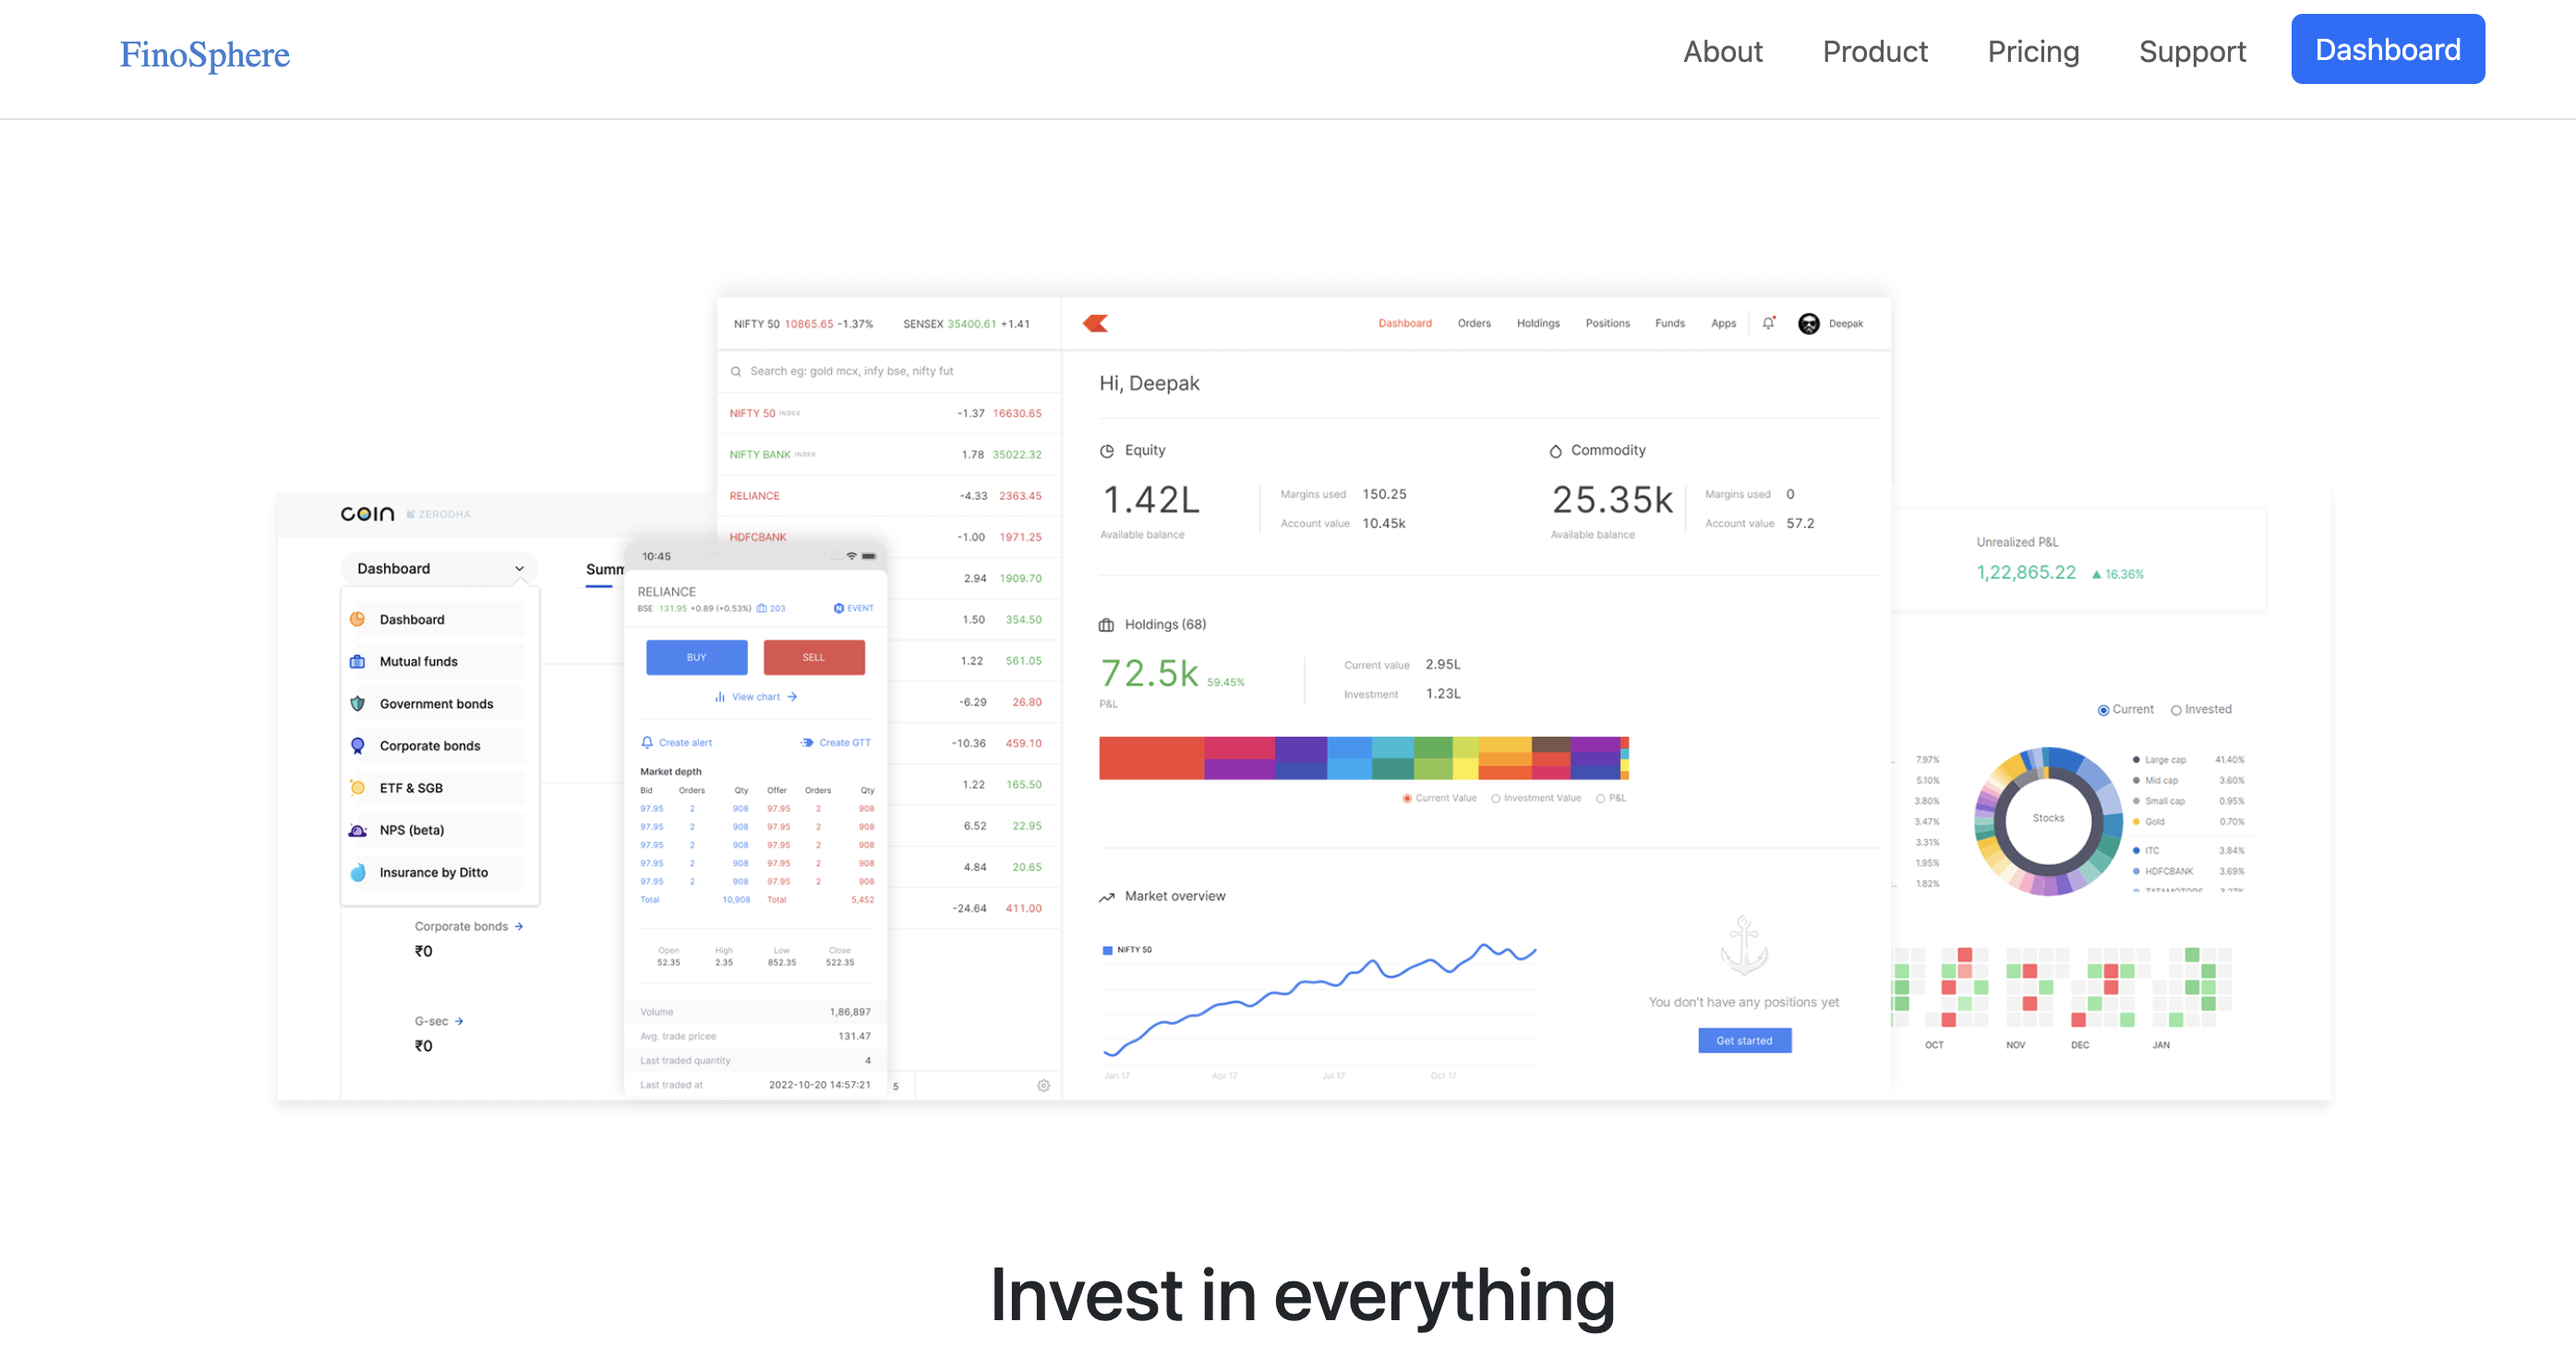 FinoSphere
About Product Pricing Support Dashboard
NIFTY 50 10865.65 -1.37% SENSEX 35400.61 +1.41
Dashboard Orders Holdings Positions Funds Apps Deepak
Search eg: gold mcx, infy bse, nifty fut
Hi, Deepak
NIFTY 50 INDEX -1.37 16630.65
NIFTY BANK INDEX 1.78 35022.32
RELIANCE -4.33 2363.45
HDFCBANK -1.00 1971.25
2.94 1909.70
1.50 354.50
1.22 561.05
-6.29 26.80
-10.36 459.10
1.22 165.50
6.52 22.95
4.84 20.65
-24.64 411.00
5
Equity
1.42L
Available balance
Margins used 150.25
Account value 10.45k
Commodity
25.35k
Available balance
Margins used 0
Account value 57.2
Holdings (68)
72.5k 59.45%
P&L
Current value 2.95L
Investment 1.23L
Current Value Investment Value P&L
Market overview
NIFTY 50
Jan 17 Apr 17 Jul 17 Oct 17
You don't have any positions yet
Get started
COIN ZERODHA
Dashboard
Summ
Dashboard
Mutual funds
Government bonds
Corporate bonds
ETF & SGB
NPS (beta)
Insurance by Ditto
Corporate bonds →
₹0
G-sec →
₹0
10:45
RELIANCE
BSE 131.95 +0.89 (+0.53%) 203 EVENT
BUY SELL
View chart →
Create alert Create GTT
Market depth
Bid Orders Qty Offer Orders Qty
97.95 2 908 97.95 2 908
97.95 2 908 97.95 2 908
97.95 2 908 97.95 2 908
97.95 2 908 97.95 2 908
97.95 2 908 97.95 2 908
Total 10,908 Total 5,452
Open High Low Close
52.35 2.35 852.35 522.35
Volume 1,86,897
Avg. trade pricee 131.47
Last traded quantity 4
Last traded at 2022-10-20 14:57:21
Unrealized P&L
1,22,865.22 ▲ 16.36%
Current Invested
7.97%
5.10%
3.80%
3.47%
3.31%
1.95%
1.82%
Stocks
Large cap 41.40%
Mid cap 3.60%
Small cap 0.95%
Gold 0.70%
ITC 3.84%
HDFCBANK 3.69%
TATAMOTORS 3.27%
OCT NOV DEC JAN
Invest in everything